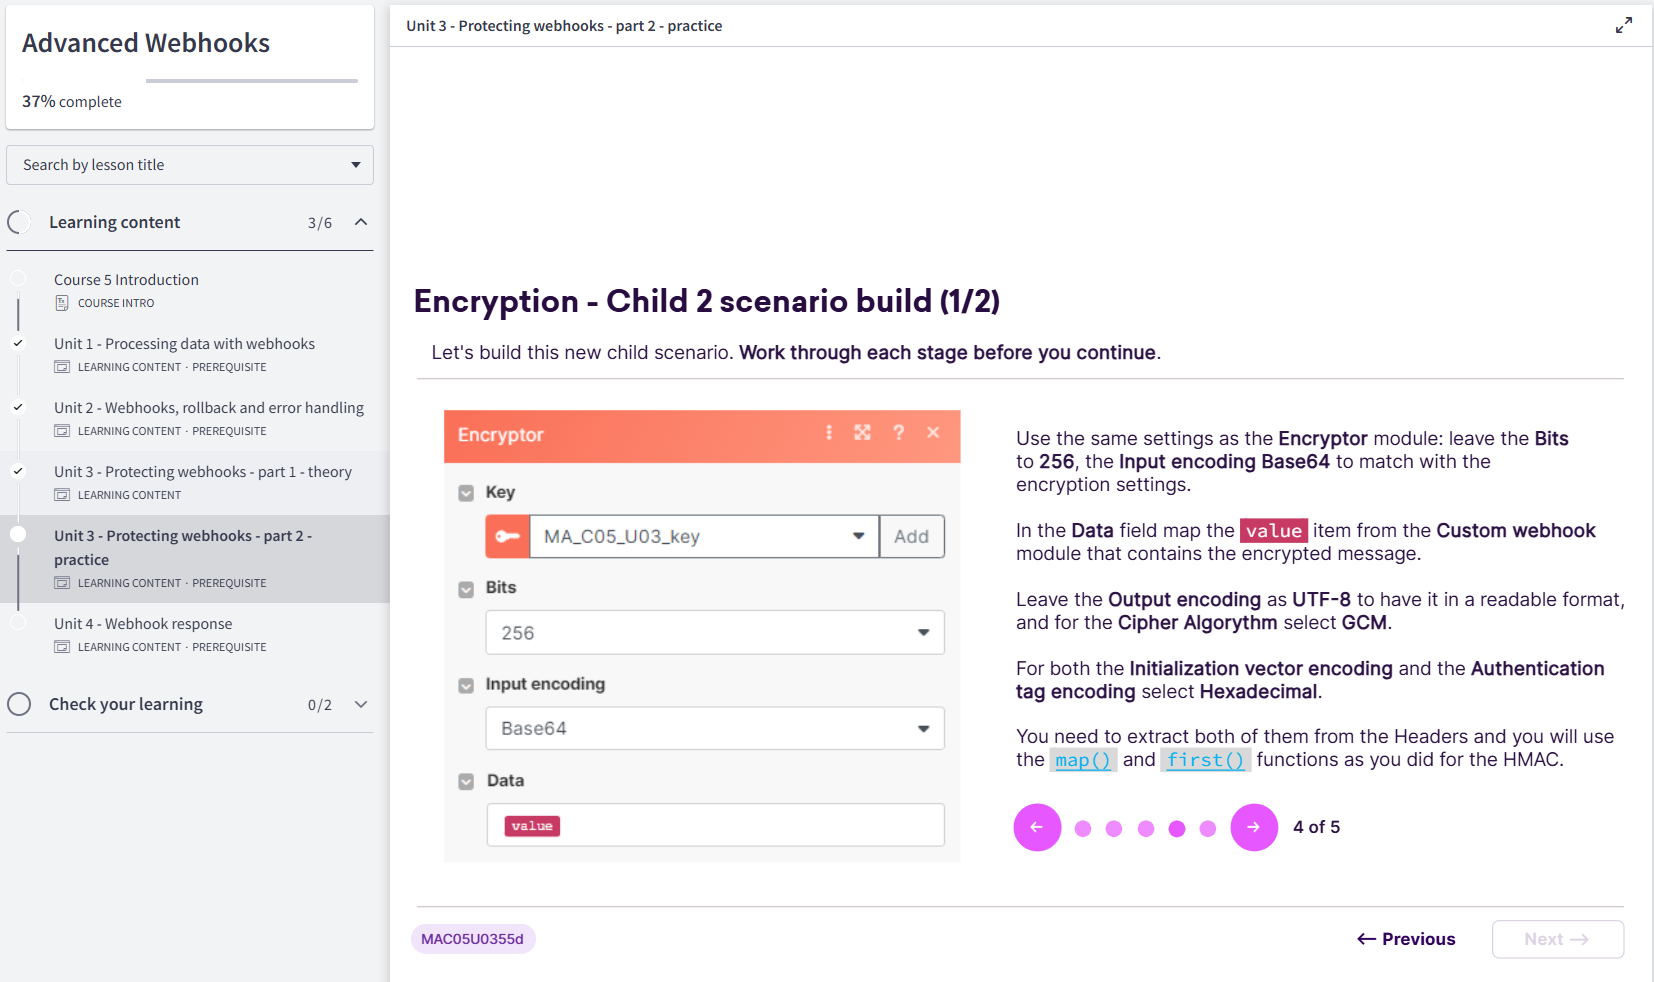 Advanced Webhooks
37% complete
Search by lesson title
Learning content 3/6
Course 5 Introduction
COURSE INTRO
Unit 1 - Processing data with webhooks
LEARNING CONTENT · PREREQUISITE
Unit 2 - Webhooks, rollback and error handling
LEARNING CONTENT · PREREQUISITE
Unit 3 - Protecting webhooks - part 1 - theory
LEARNING CONTENT
Unit 3 - Protecting webhooks - part 2 -
practice
LEARNING CONTENT · PREREQUISITE
Unit 4 - Webhook response
LEARNING CONTENT · PREREQUISITE
Check your learning 0/2
Unit 3 - Protecting webhooks - part 2 - practice
Encryption - Child 2 scenario build (1/2)
Let's build this new child scenario. Work through each stage before you continue.
Encryptor
Key
MA_C05_U03_key Add
Bits
256
Input encoding
Base64
Data
value
Use the same settings as the Encryptor module: leave the Bits
to 256, the Input encoding Base64 to match with the
encryption settings.
In the Data field map the value item from the Custom webhook
module that contains the encrypted message.
Leave the Output encoding as UTF-8 to have it in a readable format,
and for the Cipher Algorythm select GCM.
For both the Initialization vector encoding and the Authentication
tag encoding select Hexadecimal.
You need to extract both of them from the Headers and you will use
the map() and first() functions as you did for the HMAC.
4 of 5
MAC05U0355d
← Previous
Next →